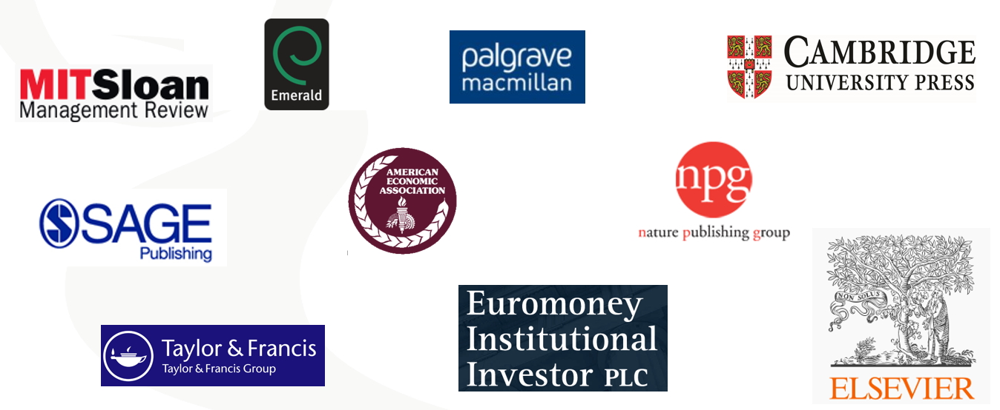 MITSloan
Management Review
Emerald
palgrave
macmillan
CAMBRIDGE
UNIVERSITY PRESS
SAGE
Publishing
AMERICAN
ECONOMIC
ASSOCIATION
npg
nature publishing group
Taylor & Francis
Taylor & Francis Group
Euromoney
Institutional
Investor PLC
NON SOLUS
ELSEVIER